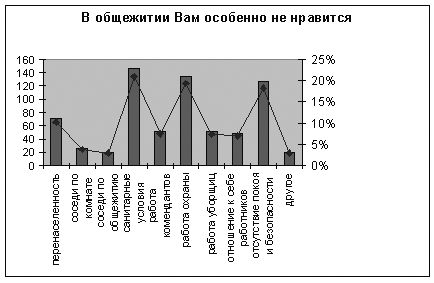 В общежитии Вам особенно не нравится
160
140
120
100
80
60
40
20
0
25%
20%
15%
10%
5%
0%
перенаселенность
соседи по
комнате
соседи по
общежитию
санитарные
условия
работа
комендантов
работа охраны
работа уборщиц
отношение к себе
работников
отсутствие покоя
и безопасности
другое